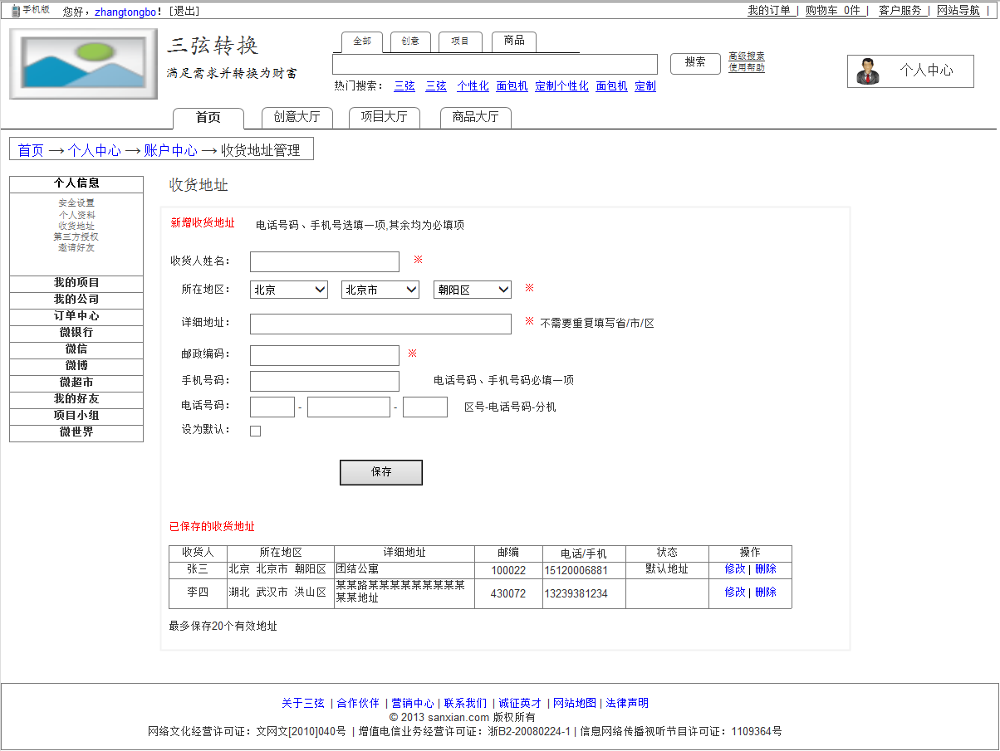 手机版 您好，zhangtongbo！[退出] 我的订单 | 购物车 0件 | 客户服务 | 网站导航 |
三弦转换
满足需求并转换为财富
全部 创意 项目 商品
搜索
高级搜索
使用帮助
个人中心
热门搜索： 三弦 三弦 个性化 面包机 定制个性化 面包机 定制
首页 创意大厅 项目大厅 商品大厅
首页 → 个人中心 → 账户中心 → 收货地址管理
个人信息
安全设置
个人资料
收货地址
第三方授权
邀请好友
我的项目
我的公司
订单中心
微银行
微信
微博
微超市
我的好友
项目小组
微世界
收货地址
新增收货地址 电话号码、手机号选填一项,其余均为必填项
收货人姓名： ※
所在地区： 北京 北京市 朝阳区 ※
详细地址： ※ 不需要重复填写省/市/区
邮政编码： ※
手机号码： 电话号码、手机号码必填一项
电话号码： - - 区号-电话号码-分机
设为默认：
保存
已保存的收货地址
收货人 所在地区 详细地址 邮编 电话/手机 状态 操作
张三 北京 北京市 朝阳区 团结公寓 100022 15120006881 默认地址 修改 | 删除
李四 湖北 武汉市 洪山区 某某路某某某某某某某某某 430072 13239381234 修改 | 删除
某某地址
最多保存20个有效地址
关于三弦 | 合作伙伴 | 营销中心 | 联系我们 | 诚征英才 | 网站地图 | 法律声明
© 2013 sanxian.com 版权所有
网络文化经营许可证：文网文[2010]040号 | 增值电信业务经营许可证：浙B2-20080224-1 | 信息网络传播视听节目许可证：1109364号